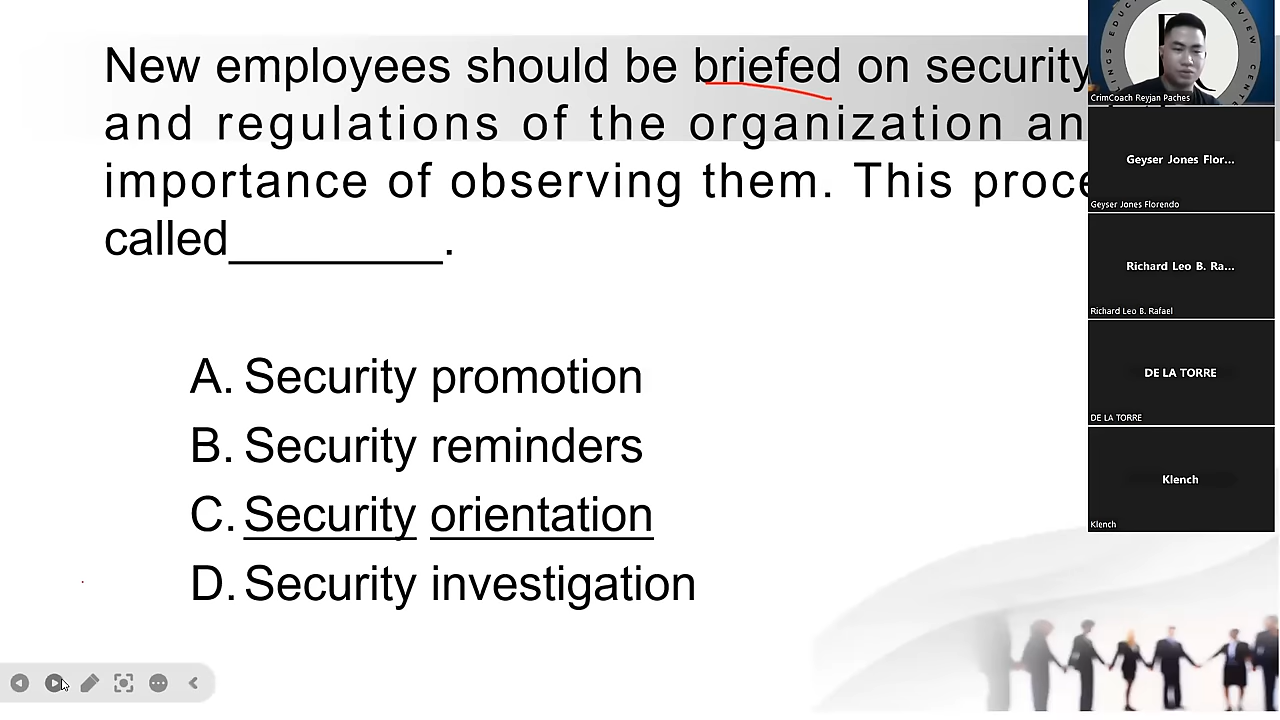 New employees should be briefed on security
and regulations of the organization an
importance of observing them. This proce
called________.
A. Security promotion
B. Security reminders
C. Security orientation
D. Security investigation
CrimCoach Reyjan Paches
Geyser Jones Flor...
Geyser Jones Florendo
Richard Leo B. Ra...
Richard Leo B. Rafael
DE LA TORRE
DE LA TORRE
Klench
Klench